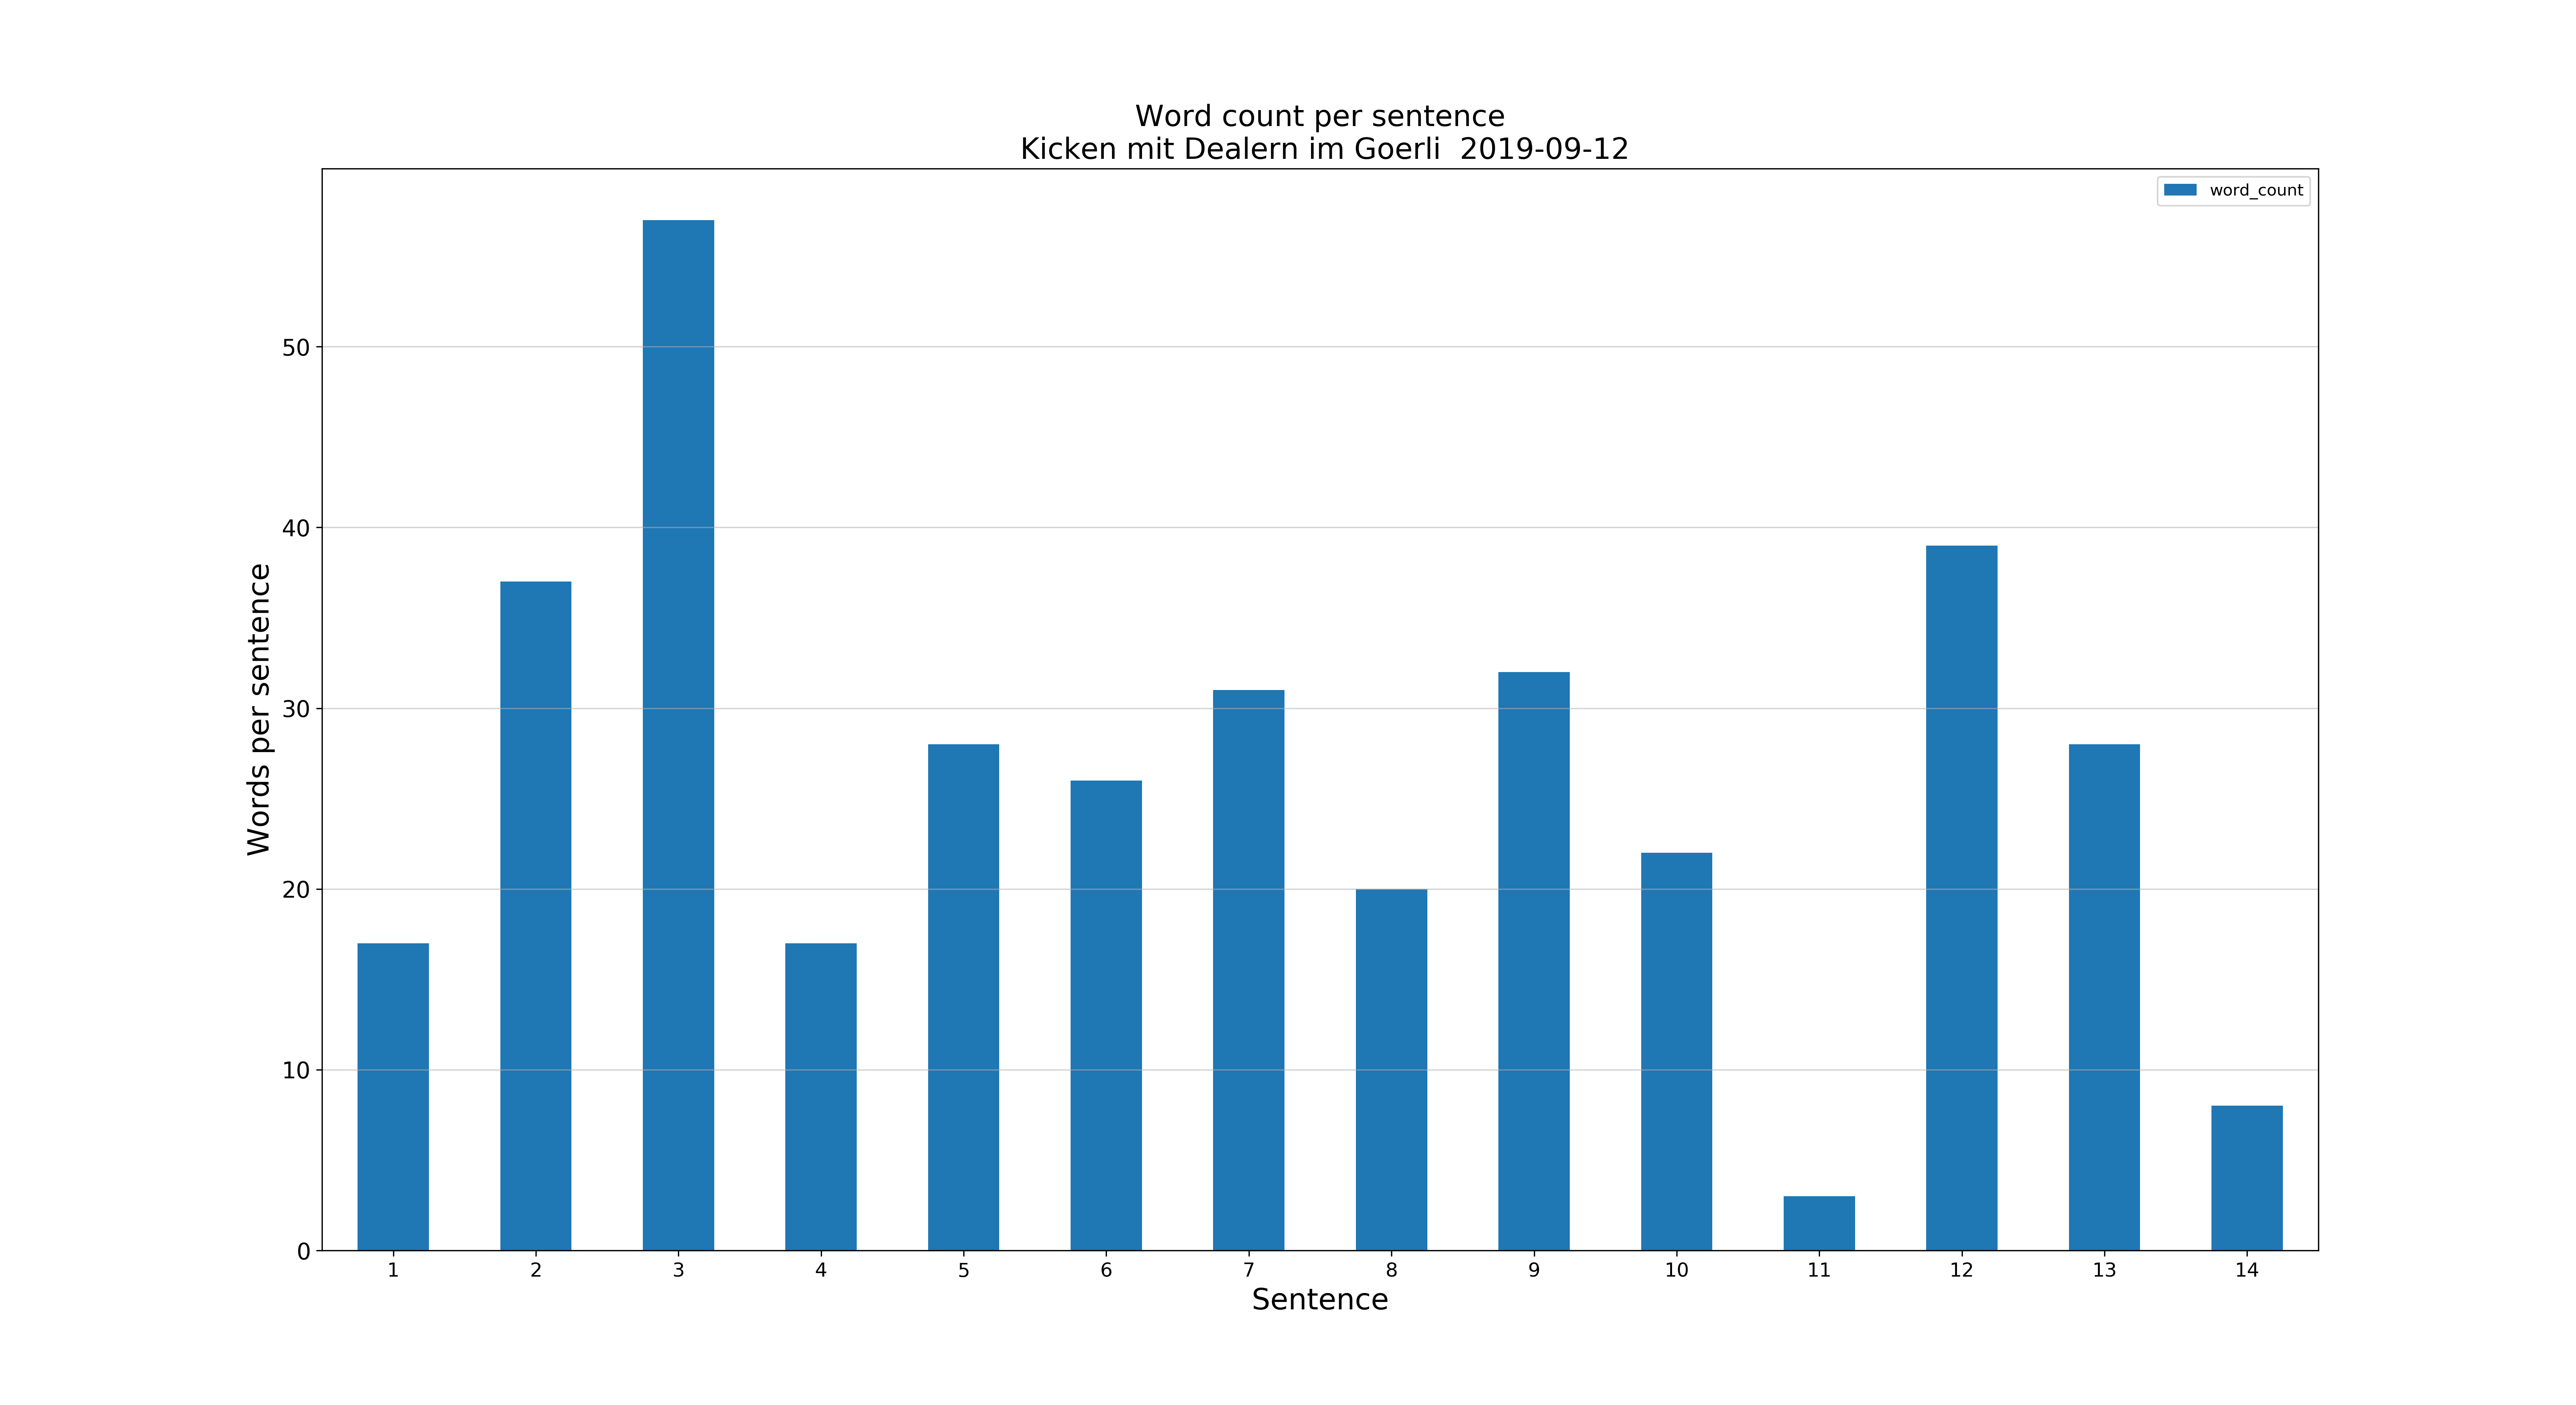 Word count per sentence
Kicken mit Dealern im Goerli  2019-09-12
word_count
Words per sentence
50
40
30
20
10
0
1 2 3 4 5 6 7 8 9 10 11 12 13 14
Sentence